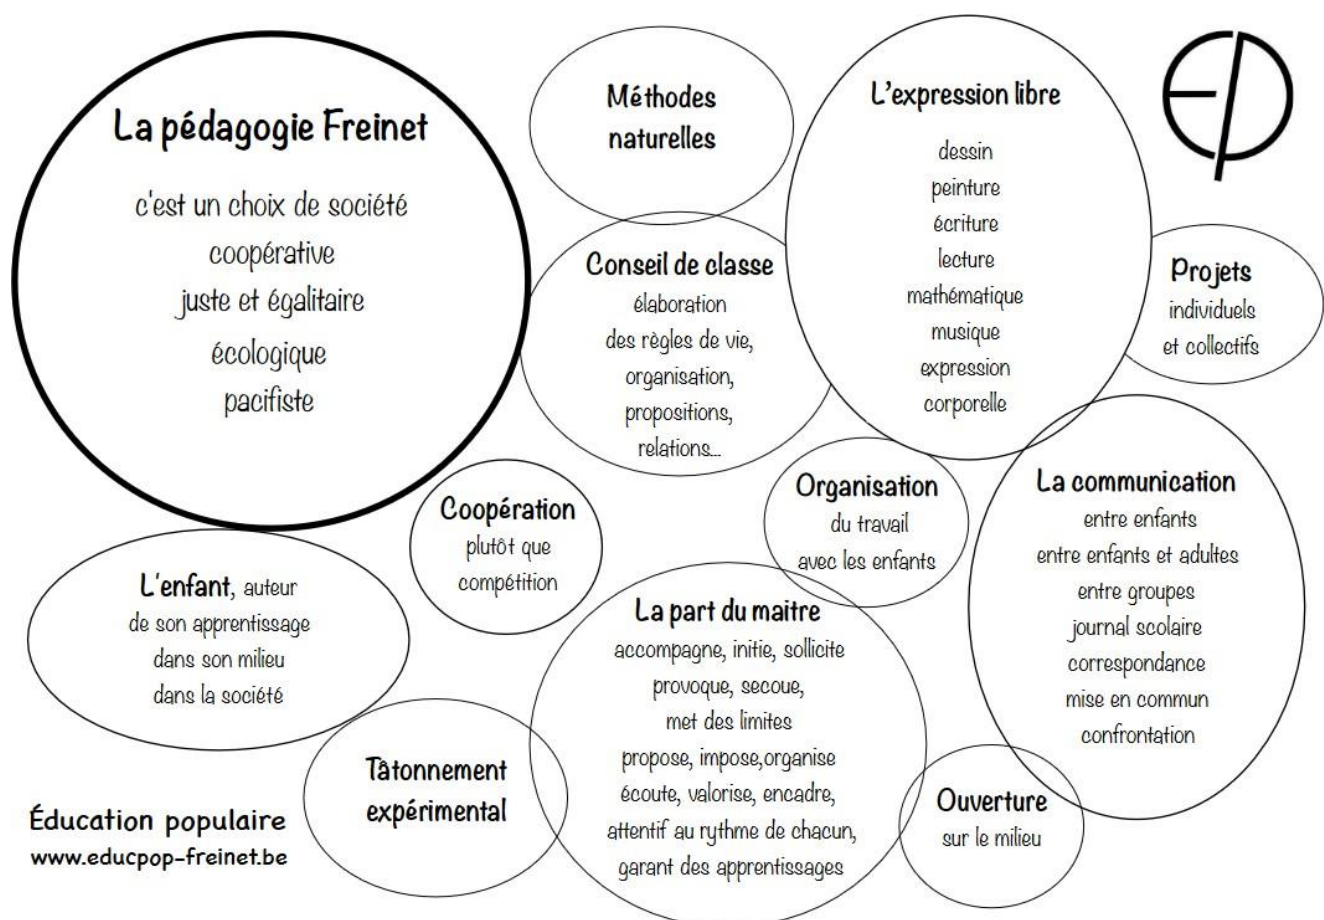 La pédagogie Freinet
c'est un choix de société
coopérative
juste et égalitaire
écologique
pacifiste
Méthodes
naturelles
L'expression libre
dessin
peinture
écriture
lecture
mathématique
musique
expression
corporelle
Conseil de classe
élaboration
des règles de vie,
organisation,
propositions,
relations...
Projets
individuels
et collectifs
Coopération
plutôt que
compétition
Organisation
du travail
avec les enfants
La communication
entre enfants
entre enfants et adultes
entre groupes
journal scolaire
correspondance
mise en commun
confrontation
L'enfant, auteur
de son apprentissage
dans son milieu
dans la société
La part du maitre
accompagne, initie, sollicite
provoque, secoue,
met des limites
propose, impose,organise
écoute, valorise, encadre,
attentif au rythme de chacun,
garant des apprentissages
Tâtonnement
expérimental
Ouverture
sur le milieu
Éducation populaire
www.educpop-freinet.be